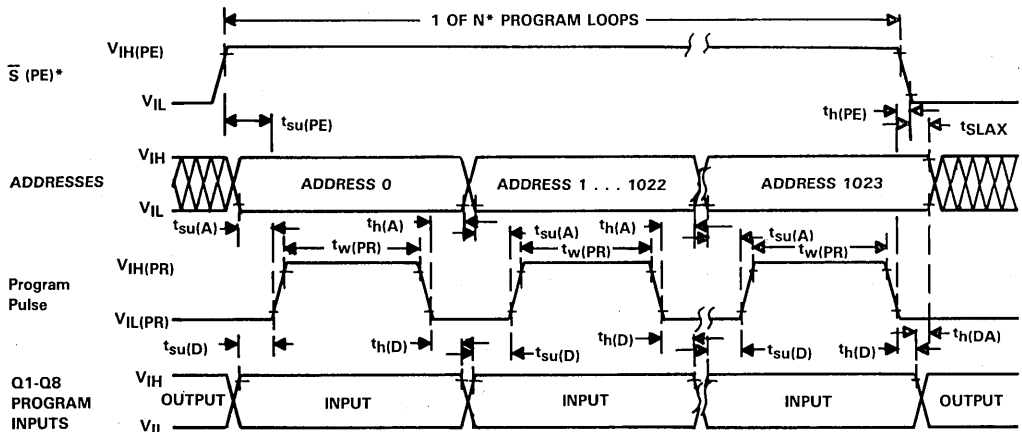 1 OF N* PROGRAM LOOPS
VIH(PE)
S̅ (PE)*
VIL
tsu(PE)
th(PE)
tSLAX
VIH
ADDRESSES
ADDRESS 0
ADDRESS 1 . . . 1022
ADDRESS 1023
VIL
tsu(A)
th(A)
tsu(A)
th(A)
tsu(A)
tw(PR)
tw(PR)
tw(PR)
VIH(PR)
Program
Pulse
VIL(PR)
tsu(D)
th(D)
tsu(D)
th(D)
tsu(D)
th(D)
th(DA)
VIH
Q1-Q8
PROGRAM
INPUTS
OUTPUT
INPUT
INPUT
INPUT
OUTPUT
VIL